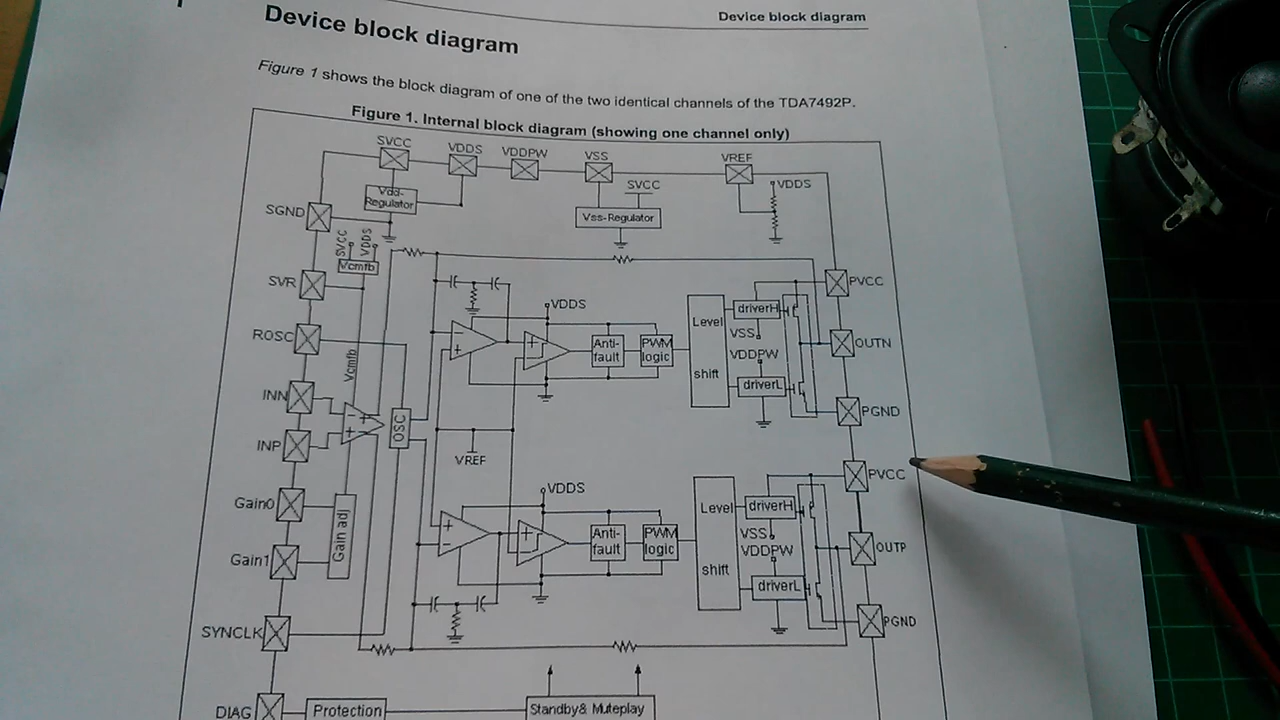 Device block diagram
Device block diagram
Figure 1 shows the block diagram of one of the two identical channels of the TDA7492P.
Figure 1. Internal block diagram (showing one channel only)
SVCC
VDDS
VDDPW
VSS
VREF
SVCC
VDDS
Vdd-
Regulator
Vss-Regulator
SGND
SVCC
VDDS
Vcmfb
SVR
PVCC
VDDS
driverH
Level
ROSC
VSS
OUTN
Anti-
fault
PWM
logic
VDDPW
Vcmfb
shift
driverL
INN
PGND
OSC
INP
VREF
PVCC
VDDS
Gain0
Level
driverH
Gain adj
Anti-
fault
PWM
logic
VSS
VDDPW
OUTP
Gain1
shift
driverL
SYNCLK
PGND
DIAG
Protection
Standby& Muteplay